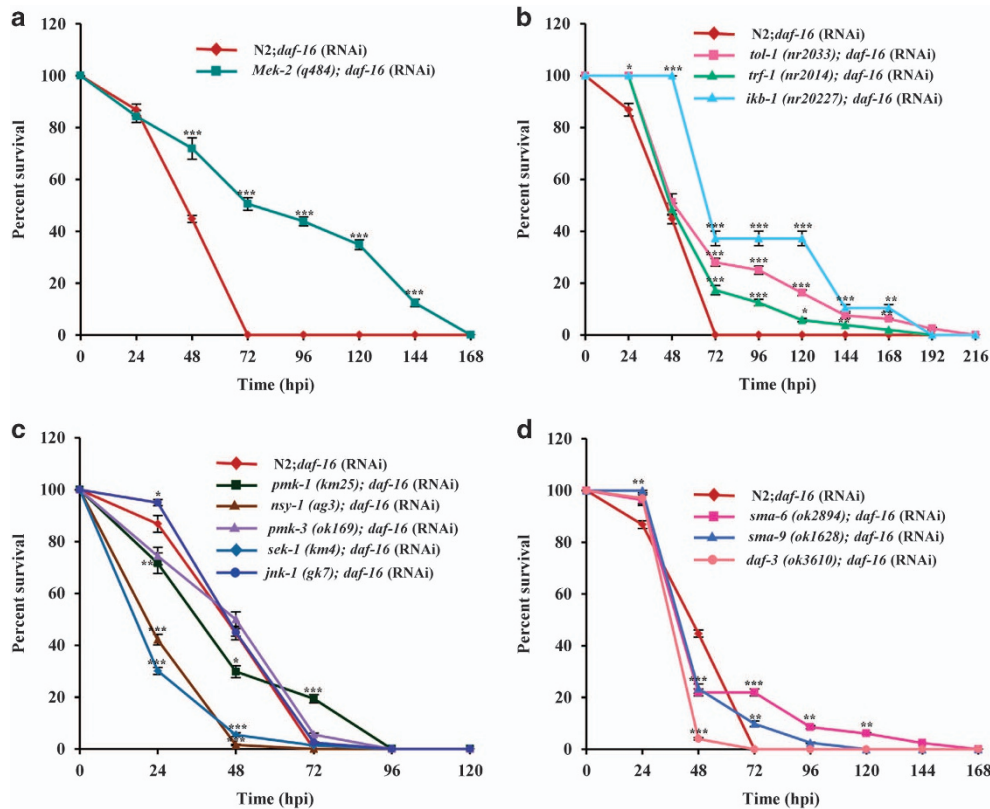 a
120
100
80
60
40
20
0
Percent survival
N2;daf-16 (RNAi)
Mek-2 (q484); daf-16 (RNAi)
***
***
***
***
***
0 24 48 72 96 120 144 168
Time (hpi)
b
120
100
80
60
40
20
0
Percent survival
N2;daf-16 (RNAi)
tol-1 (nr2033); daf-16 (RNAi)
trf-1 (nr2014); daf-16 (RNAi)
ikb-1 (nr20227); daf-16 (RNAi)
* ***
*** *** ***
*** *** ***
*** *** * *** **
** **
0 24 48 72 96 120 144 168 192 216
Time (hpi)
c
120
100
80
60
40
20
0
Percent survival
N2;daf-16 (RNAi)
pmk-1 (km25); daf-16 (RNAi)
nsy-1 (ag3); daf-16 (RNAi)
pmk-3 (ok169); daf-16 (RNAi)
sek-1 (km4); daf-16 (RNAi)
jnk-1 (gk7); daf-16 (RNAi)
*
**
***
***
*
***
***
***
0 24 48 72 96 120
Time (hpi)
d
120
100
80
60
40
20
0
Percent survival
N2;daf-16 (RNAi)
sma-6 (ok2894); daf-16 (RNAi)
sma-9 (ok1628); daf-16 (RNAi)
daf-3 (ok3610); daf-16 (RNAi)
**
*** ***
*** ** ** **
0 24 48 72 96 120 144 168
Time (hpi)